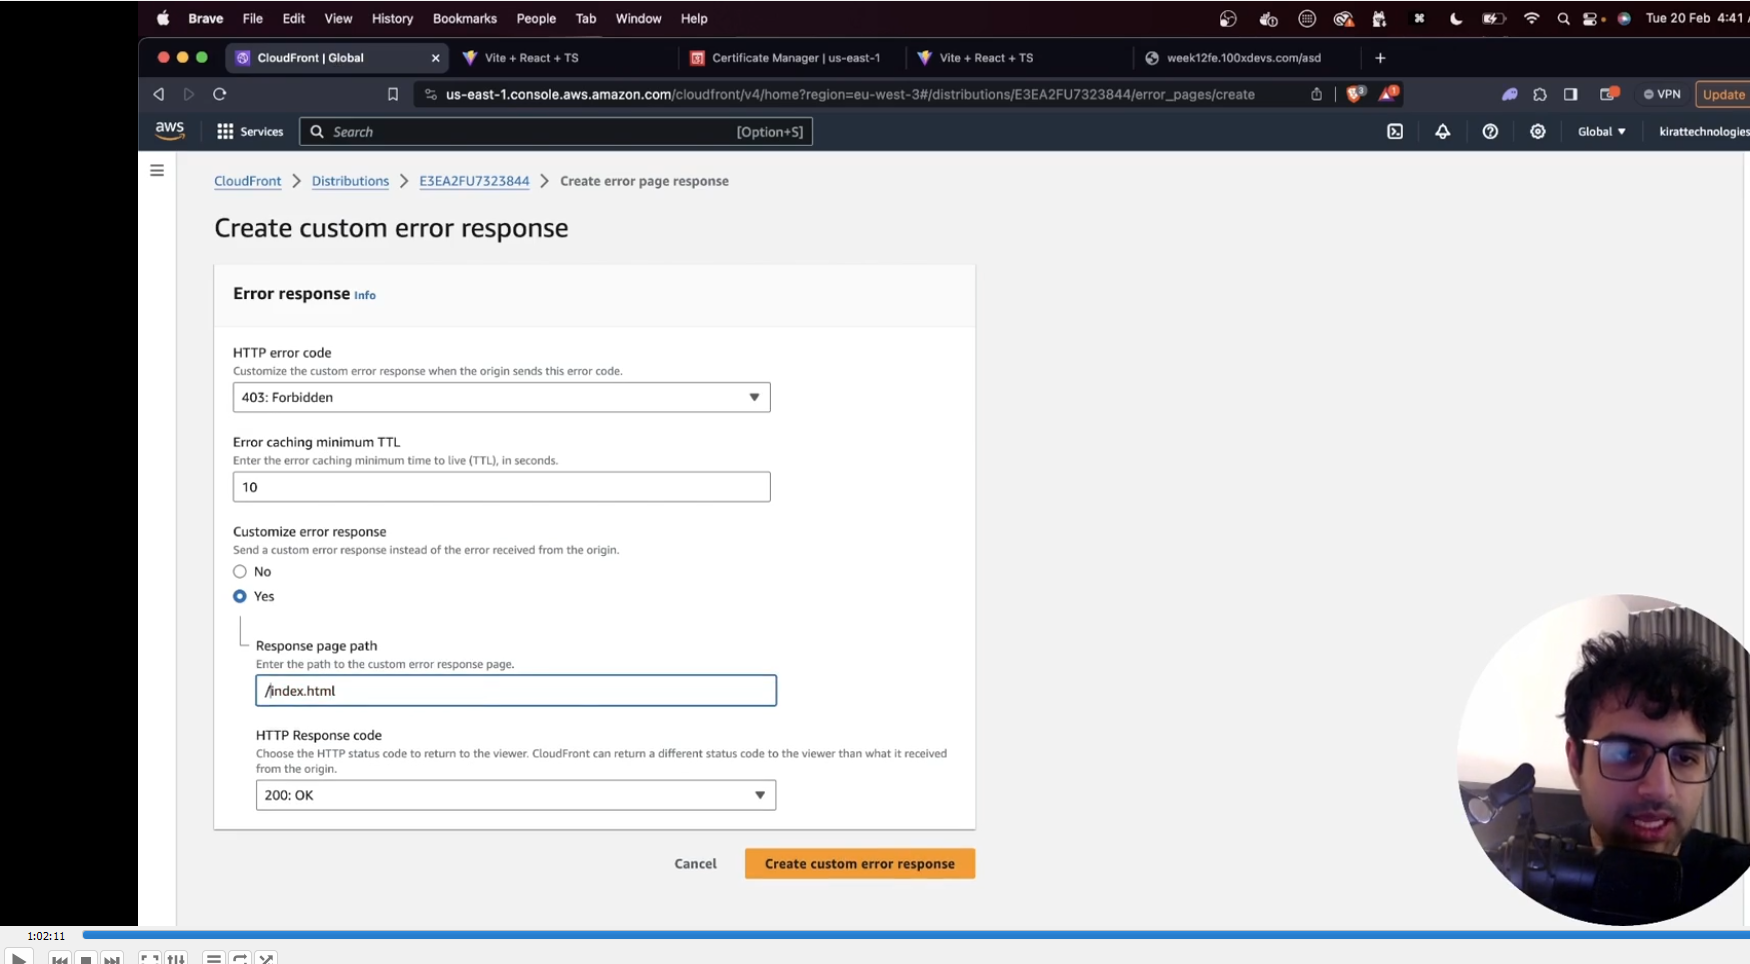 Brave File Edit View History Bookmarks People Tab Window Help Tue 20 Feb 4:41
CloudFront | Global Vite + React + TS Certificate Manager | us-east-1 Vite + React + TS week12fe.100xdevs.com/asd
us-east-1.console.aws.amazon.com/cloudfront/v4/home?region=eu-west-3#/distributions/E3EA2FU7323844/error_pages/create 3 1 VPN Update
aws Services Search [Option+S] Global kirattechnologies
CloudFront Distributions E3EA2FU7323844 Create error page response
Create custom error response
Error response Info
HTTP error code
Customize the custom error response when the origin sends this error code.
403: Forbidden
Error caching minimum TTL
Enter the error caching minimum time to live (TTL), in seconds.
10
Customize error response
Send a custom error response instead of the error received from the origin.
No
Yes
Response page path
Enter the path to the custom error response page.
/index.html
HTTP Response code
Choose the HTTP status code to return to the viewer. CloudFront can return a different status code to the viewer than what it received
from the origin.
200: OK
Cancel Create custom error response
1:02:11